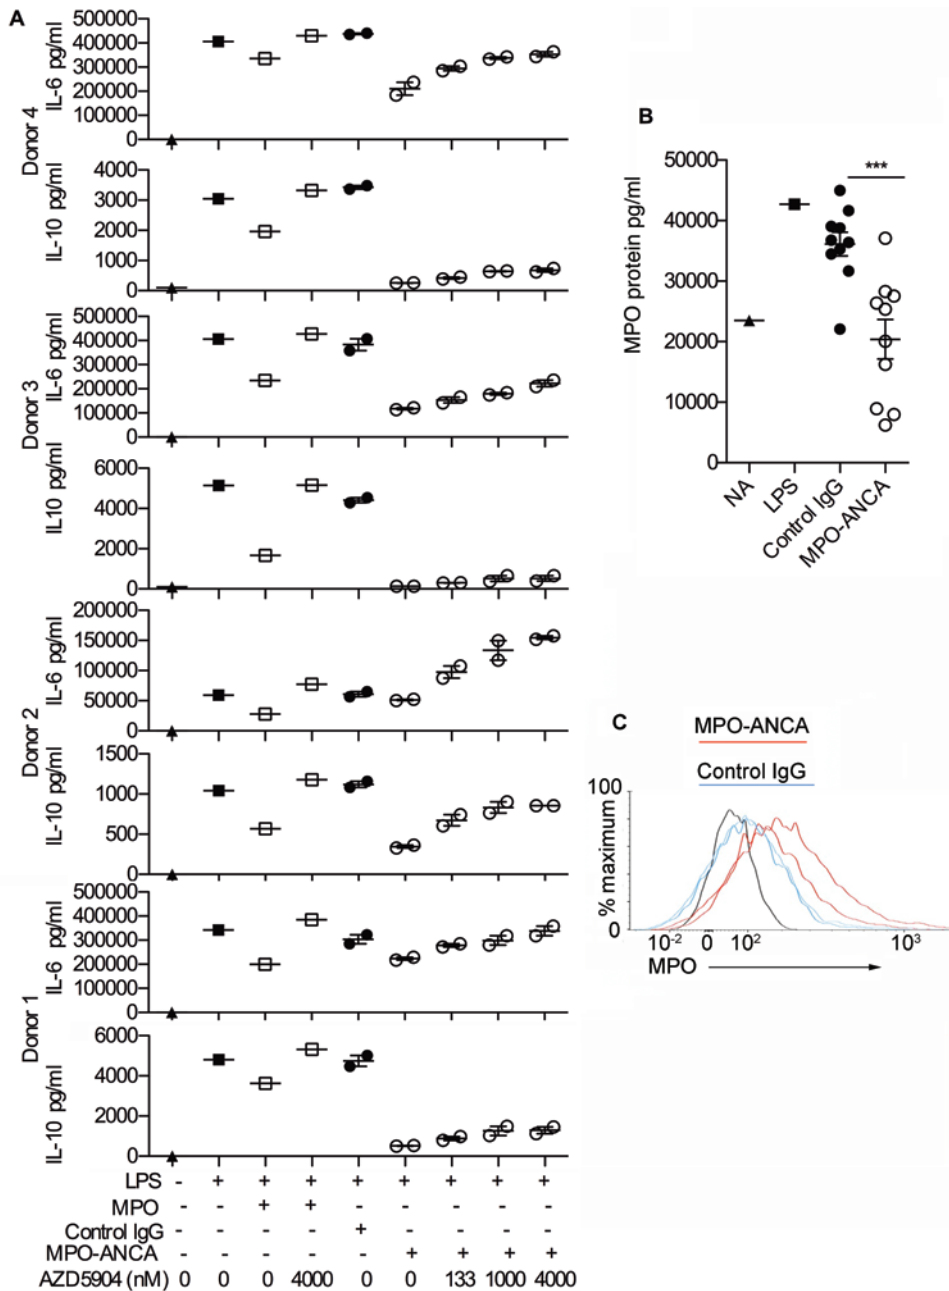 A
Donor 4
IL-6 pg/ml
500000
400000
300000
200000
100000
0
IL-10 pg/ml
4000
3000
2000
1000
0
Donor 3
IL-6 pg/ml
500000
400000
300000
200000
100000
0
IL10 pg/ml
6000
4000
2000
0
Donor 2
IL-6 pg/ml
200000
150000
100000
50000
0
IL-10 pg/ml
1500
1000
500
0
Donor 1
IL-6 pg/ml
500000
400000
300000
200000
100000
0
IL-10 pg/ml
6000
4000
2000
0
LPS - + + + + + + + +
MPO - - + + - - - - -
Control IgG - - - - + - - - -
MPO-ANCA - - - - - + + + +
AZD5904 (nM) 0 0 0 4000 0 0 133 1000 4000
B
MPO protein pg/ml
50000
40000
30000
20000
10000
0
***
NA
LPS
Control IgG
MPO-ANCA
C
MPO-ANCA
Control IgG
% maximum
100
0
10-2 0 102 103
MPO